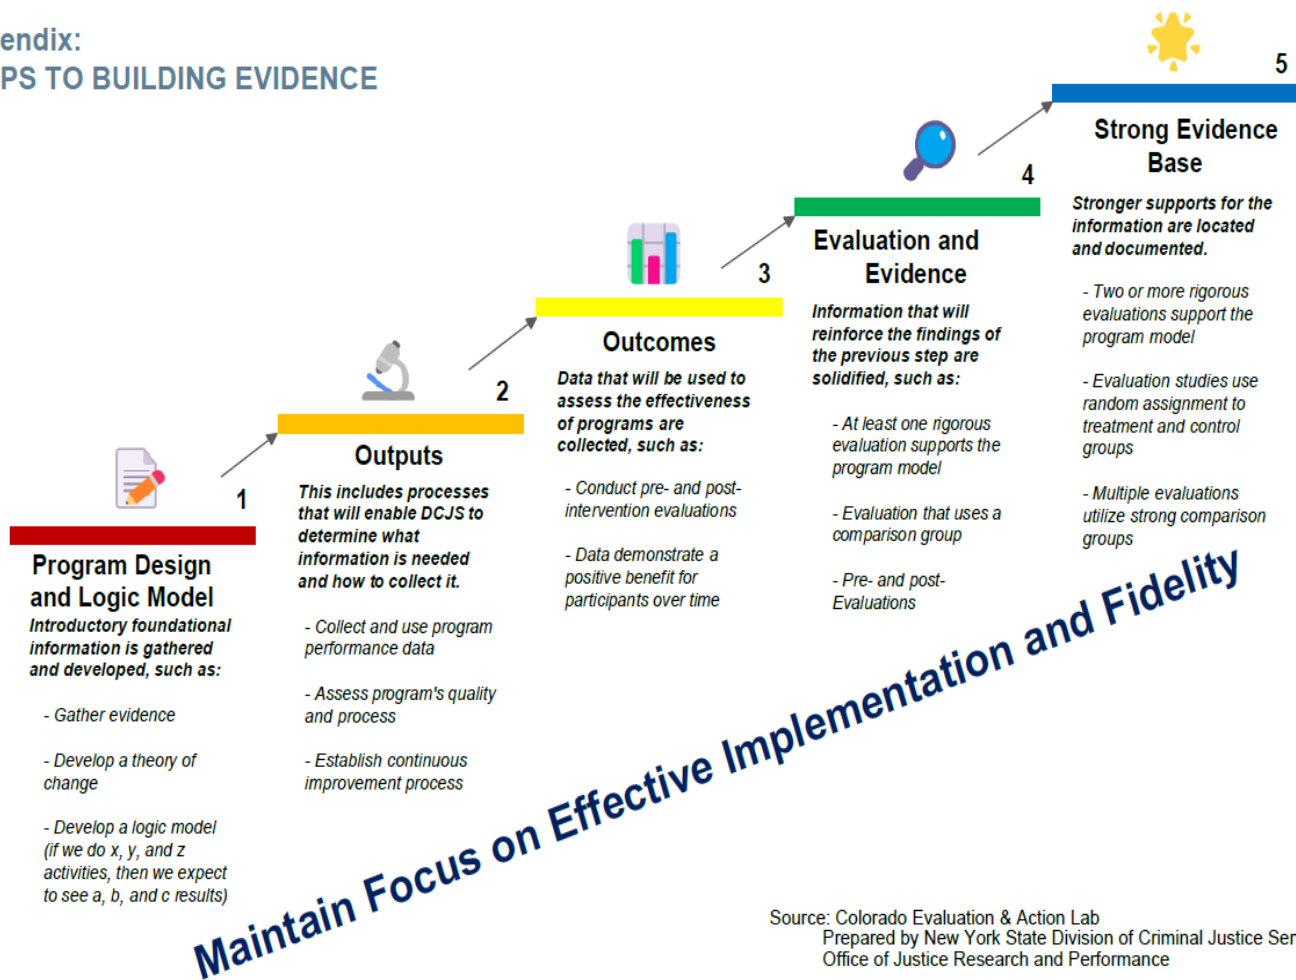 endix:
PS TO BUILDING EVIDENCE
1
Program Design
and Logic Model
Introductory foundational
information is gathered
and developed, such as:
- Gather evidence
- Develop a theory of
change
- Develop a logic model
(if we do x, y, and z
activities, then we expect
to see a, b, and c results)
2
Outputs
This includes processes
that will enable DCJS to
determine what
information is needed
and how to collect it.
- Collect and use program
performance data
- Assess program's quality
and process
- Establish continuous
improvement process
3
Outcomes
Data that will be used to
assess the effectiveness
of programs are
collected, such as:
- Conduct pre- and post-
intervention evaluations
- Data demonstrate a
positive benefit for
participants over time
4
Evaluation and
Evidence
Information that will
reinforce the findings of
the previous step are
solidified, such as:
- At least one rigorous
evaluation supports the
program model
- Evaluation that uses a
comparison group
- Pre- and post-
Evaluations
5
Strong Evidence
Base
Stronger supports for the
information are located
and documented.
- Two or more rigorous
evaluations support the
program model
- Evaluation studies use
random assignment to
treatment and control
groups
- Multiple evaluations
utilize strong comparison
groups
Maintain Focus on Effective Implementation and Fidelity
Source: Colorado Evaluation & Action Lab
Prepared by New York State Division of Criminal Justice Ser
Office of Justice Research and Performance